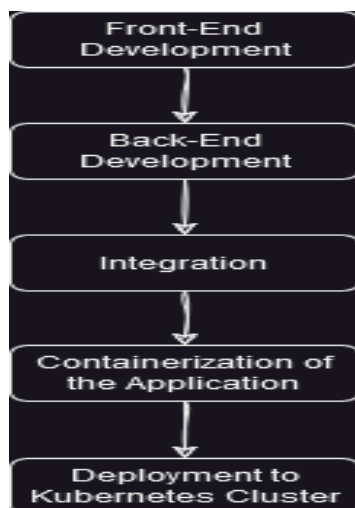 Front-End
Development
Back-End
Development
Integration
Containerization of
the Application
Deployment to
Kubernetes Cluster